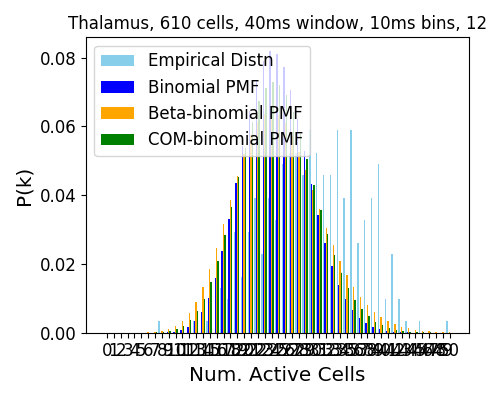 Thalamus, 610 cells, 40ms window, 10ms bins, 12
Empirical Distn
Binomial PMF
Beta-binomial PMF
COM-binomial PMF
P(k)
0.08
0.06
0.04
0.02
0.00
Num. Active Cells